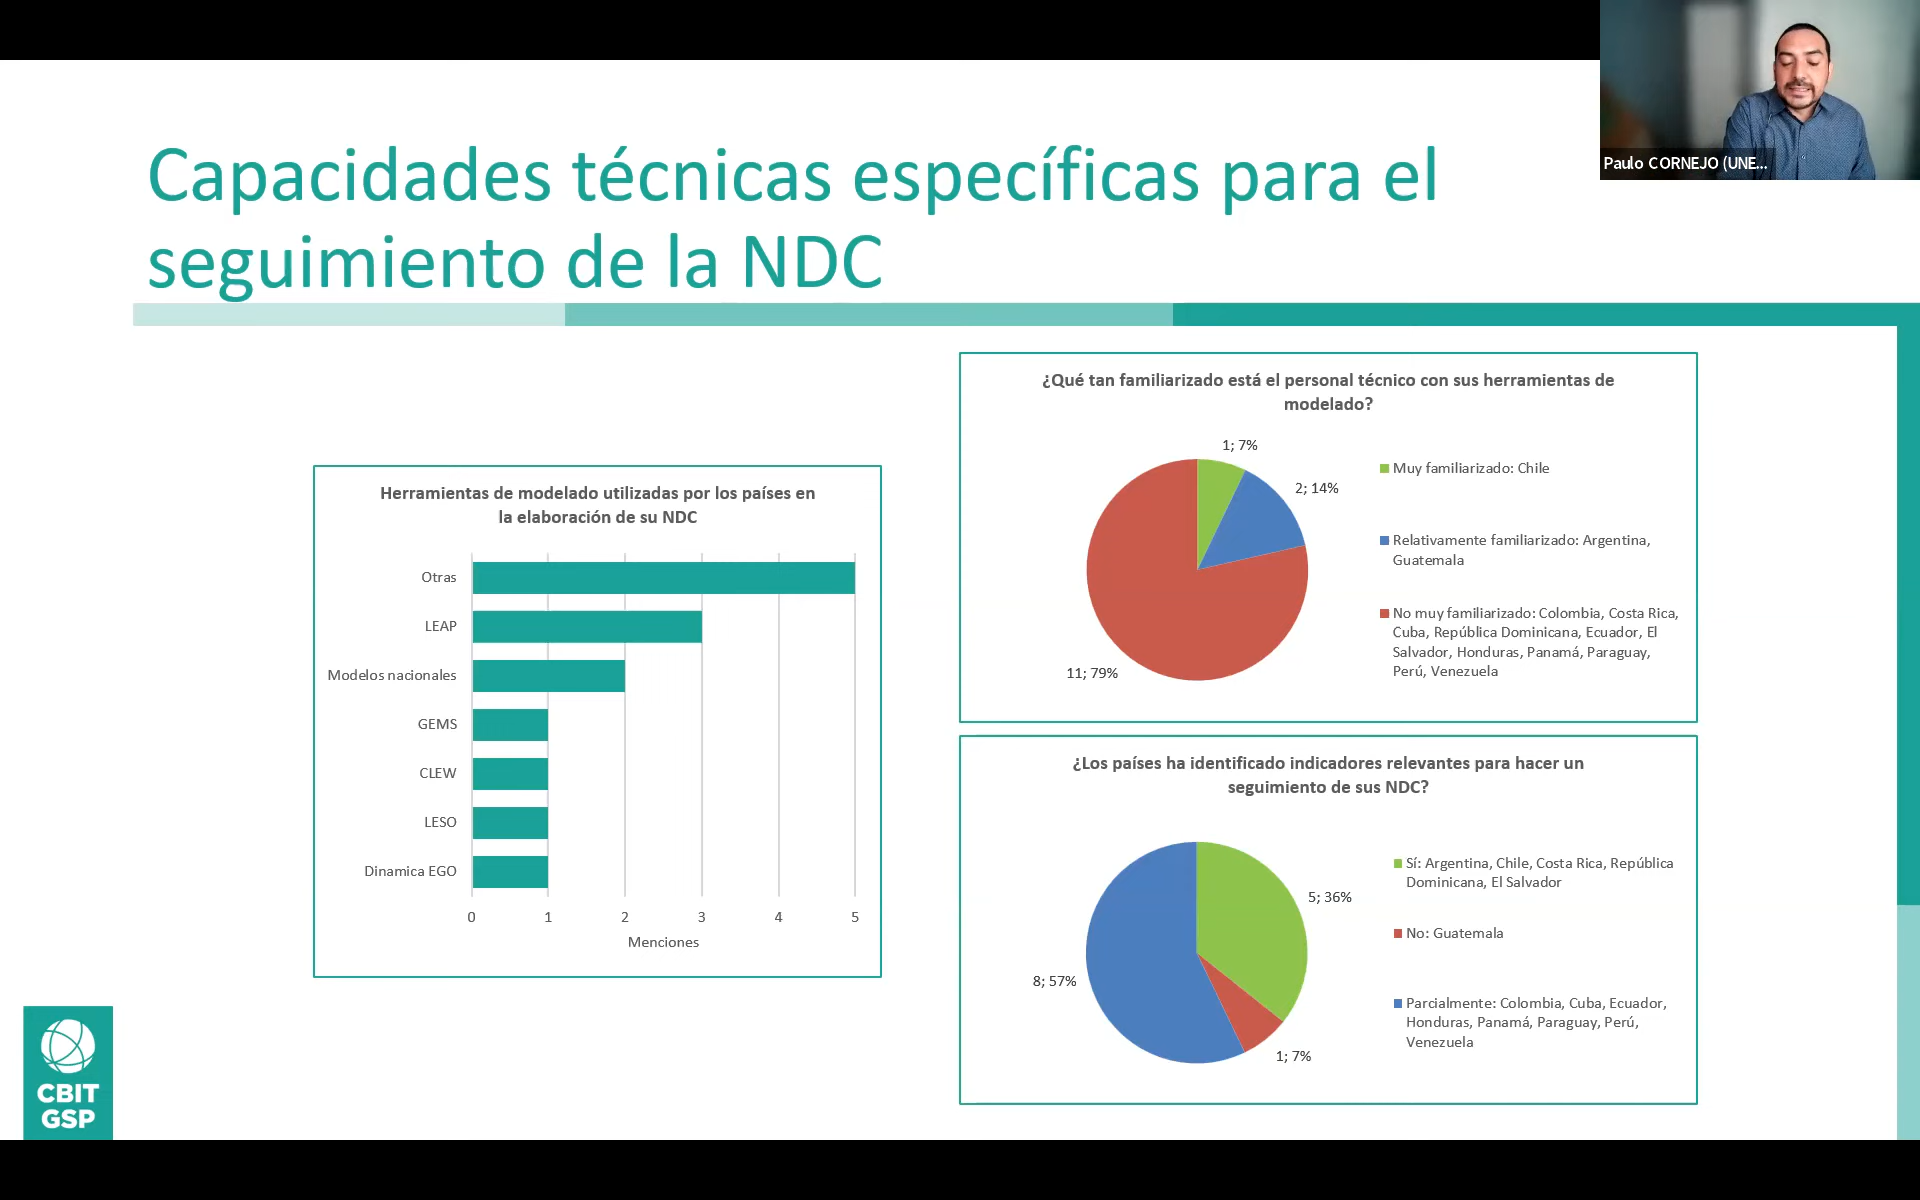 Paulo CORNEJO (UNE...
Capacidades técnicas específicas para el
seguimiento de la NDC
Herramientas de modelado utilizadas por los países en
la elaboración de su NDC
Otras
LEAP
Modelos nacionales
GEMS
CLEW
LESO
Dinamica EGO
0 1 2 3 4 5
Menciones
¿Qué tan familiarizado está el personal técnico con sus herramientas de
modelado?
1; 7%
2; 14%
11; 79%
Muy familiarizado: Chile
Relativamente familiarizado: Argentina,
Guatemala
No muy familiarizado: Colombia, Costa Rica,
Cuba, República Dominicana, Ecuador, El
Salvador, Honduras, Panamá, Paraguay,
Perú, Venezuela
¿Los países ha identificado indicadores relevantes para hacer un
seguimiento de sus NDC?
5; 36%
8; 57%
1; 7%
Sí: Argentina, Chile, Costa Rica, República
Dominicana, El Salvador
No: Guatemala
Parcialmente: Colombia, Cuba, Ecuador,
Honduras, Panamá, Paraguay, Perú,
Venezuela
CBIT
GSP